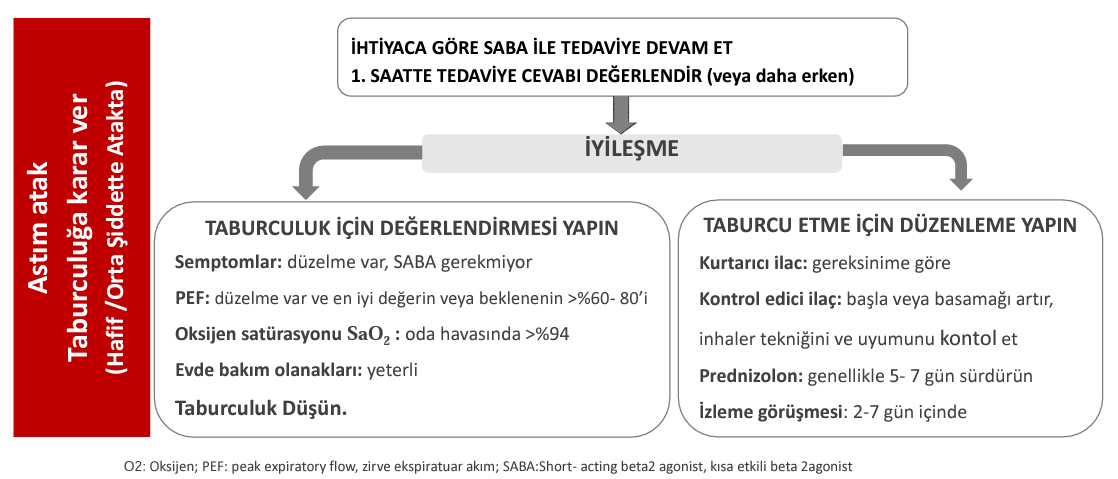 Astım atak
Taburculuğa karar ver
(Hafif /Orta Şiddette Atakta)
İHTİYACA GÖRE SABA İLE TEDAVİYE DEVAM ET
1. SAATTE TEDAVİYE CEVABI DEĞERLENDİR (veya daha erken)
İYİLEŞME
TABURCULUK İÇİN DEĞERLENDİRMESİ YAPIN
Semptomlar: düzelme var, SABA gerekmiyor
PEF: düzelme var ve en iyi değerin veya beklenenin >%60- 80’i
Oksijen satürasyonu SaO₂ : oda havasında >%94
Evde bakım olanakları: yeterli
Taburculuk Düşün.
TABURCU ETME İÇİN DÜZENLEME YAPIN
Kurtarıcı ilac: gereksinime göre
Kontrol edici ilaç: başla veya basamağı artır,
inhaler tekniğini ve uyumunu kontol et
Prednizolon: genellikle 5- 7 gün sürdürün
İzleme görüşmesi: 2-7 gün içinde
O2: Oksijen; PEF: peak expiratory flow, zirve ekspiratuar akım; SABA:Short- acting beta2 agonist, kısa etkili beta 2agonist